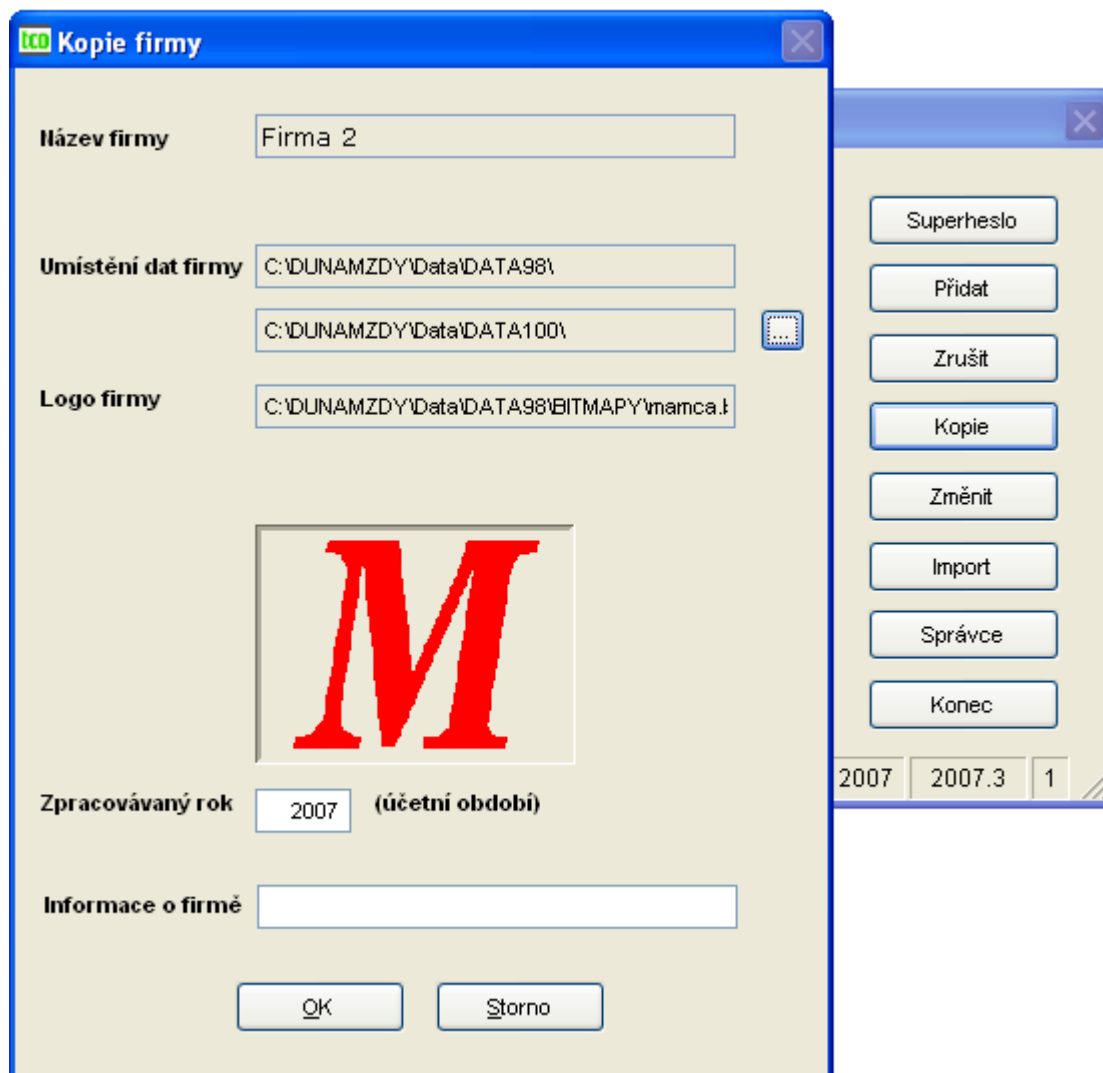 tco Kopie firmy
Název firmy
Firma 2
Umístění dat firmy
C:\DUNAMZDY\Data\DATA98\
C:\DUNAMZDY\Data\DATA100\
...
Logo firmy
C:\DUNAMZDY\Data\DATA98\BITMAPY\mamca.b
M
Zpracovávaný rok
2007
(účetní období)
Informace o firmě
OK
Storno
Superheslo
Přidat
Zrušit
Kopie
Změnit
Import
Správce
Konec
2007
2007.3
1